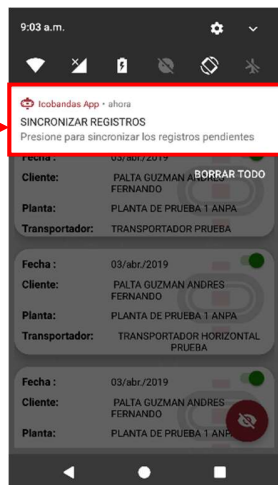 9:03 a.m.
Icobandas App • ahora
SINCRONIZAR REGISTROS
Presione para sincronizar los registros pendientes
Fecha : 03/abr./2019
BORRAR TODO
Cliente: PALTA GUZMAN ANDRES
FERNANDO
Planta: PLANTA DE PRUEBA 1 ANPA
Transportador: TRANSPORTADOR PRUEBA
Fecha : 03/abr./2019
Cliente: PALTA GUZMAN ANDRES
FERNANDO
Planta: PLANTA DE PRUEBA 1 ANPA
Transportador: TRANSPORTADOR HORIZONTAL
PRUEBA
Fecha : 03/abr./2019
Cliente: PALTA GUZMAN ANDRES
FERNANDO
Planta: PLANTA DE PRUEBA 1 ANP